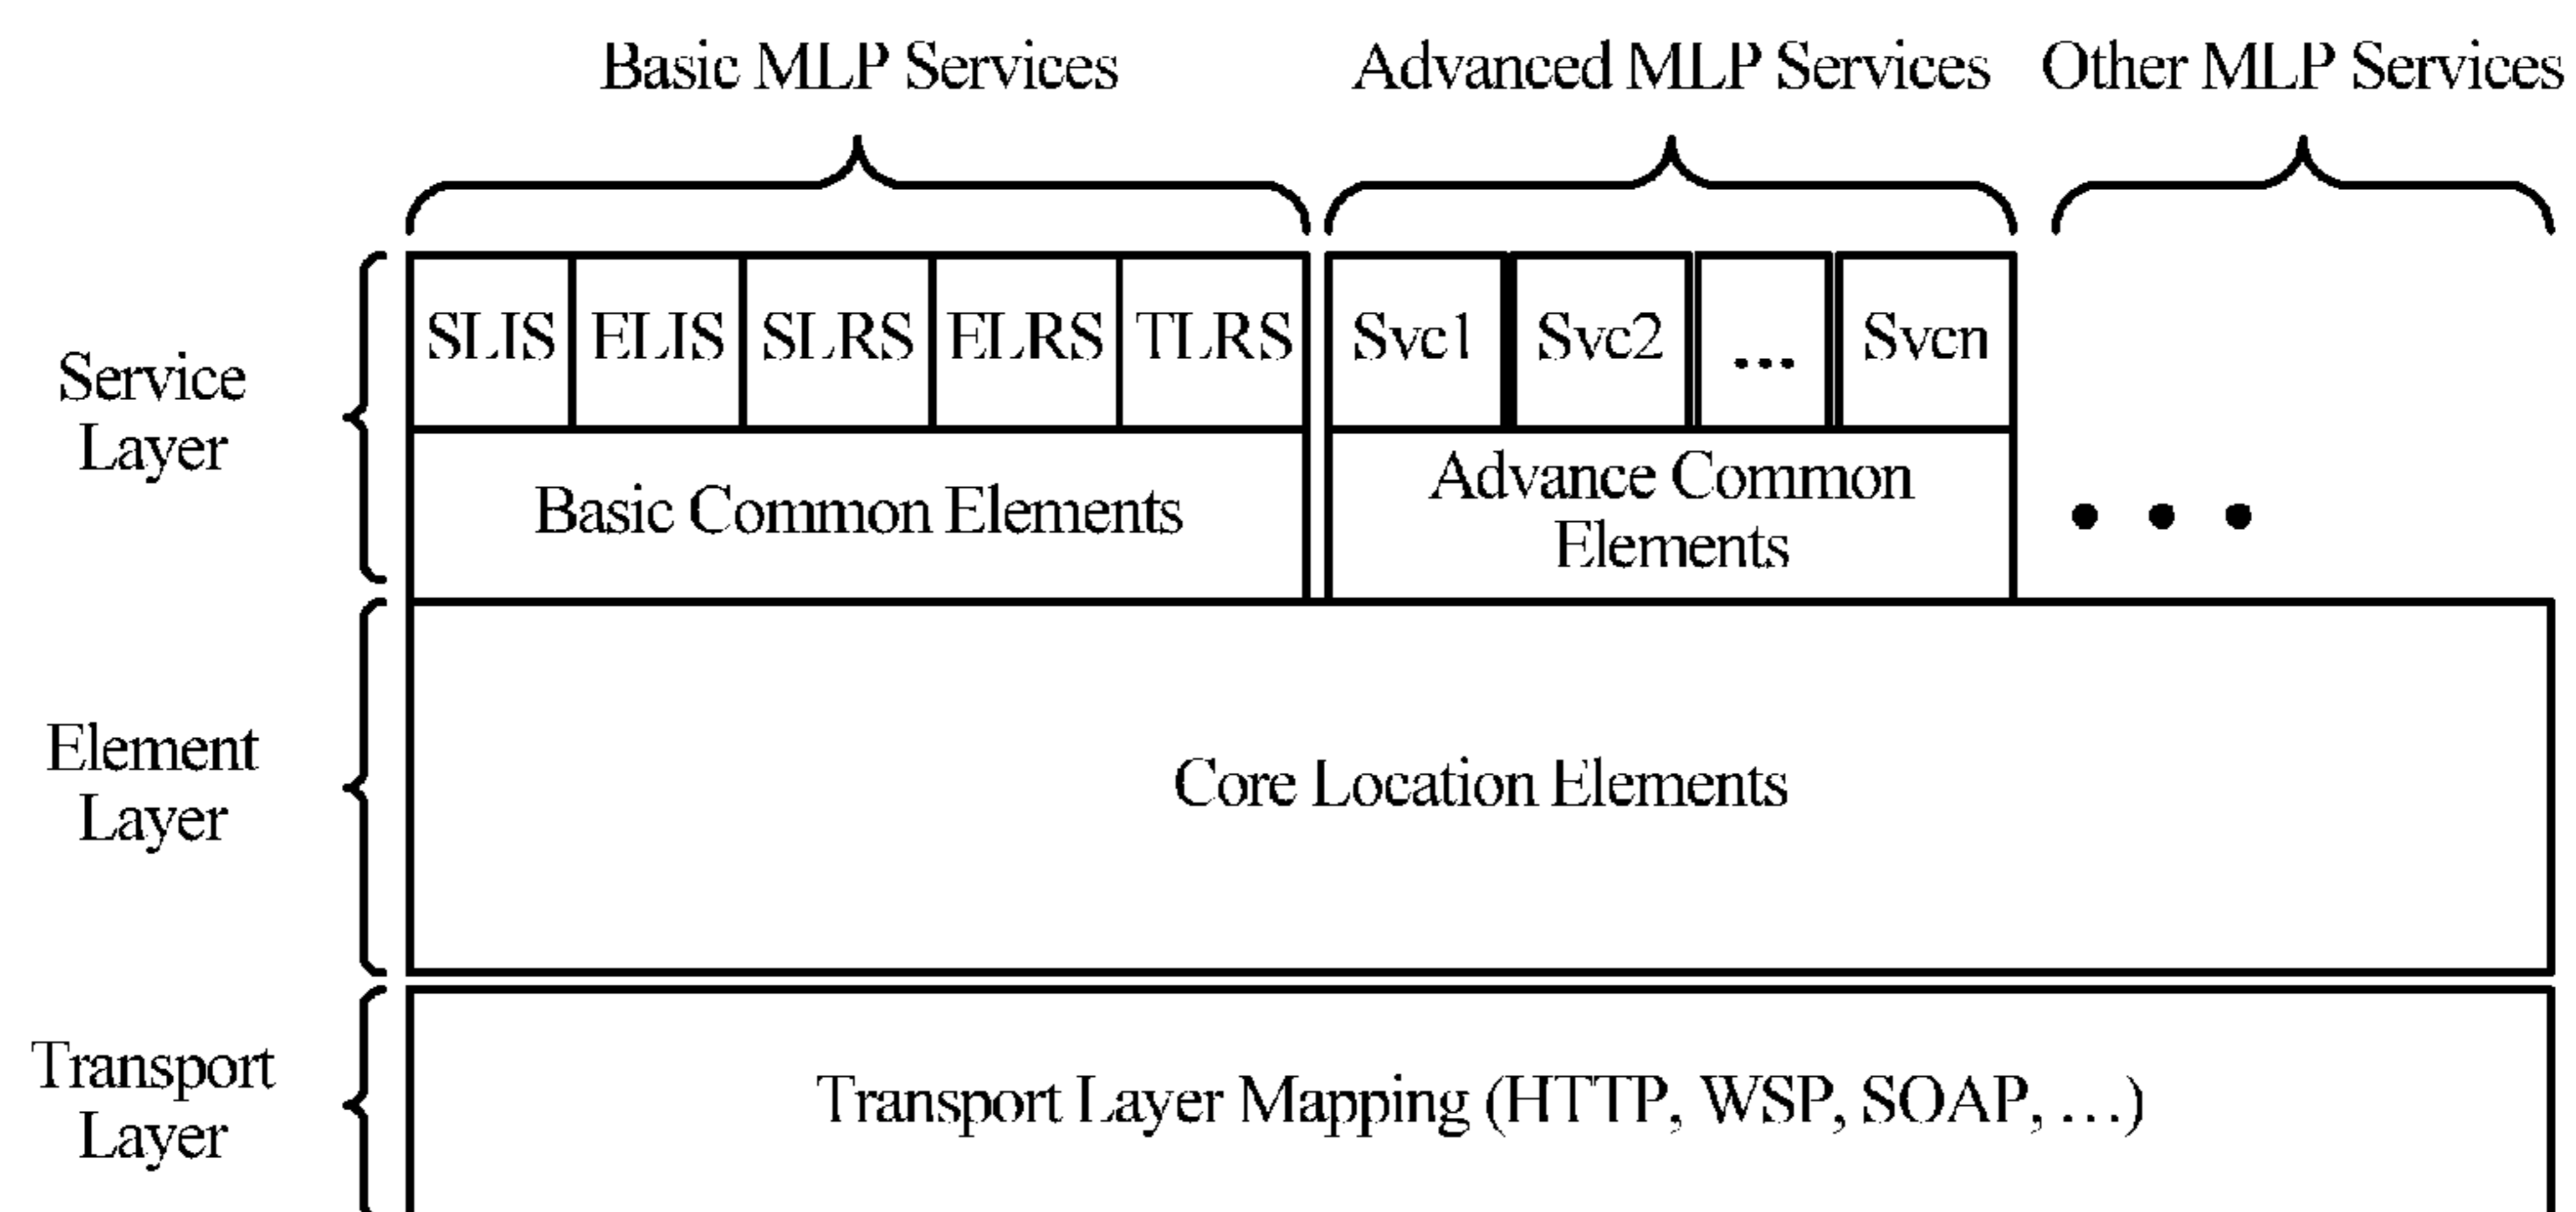 Basic MLP Services
Advanced MLP Services
Other MLP Services
Service
Layer
SLIS
ELIS
SLRS
ELRS
TLRS
Svc1
Svc2
...
Svcn
Basic Common Elements
Advance Common
Elements
• • •
Element
Layer
Core Location Elements
Transport
Layer
Transport Layer Mapping (HTTP, WSP, SOAP, ...)